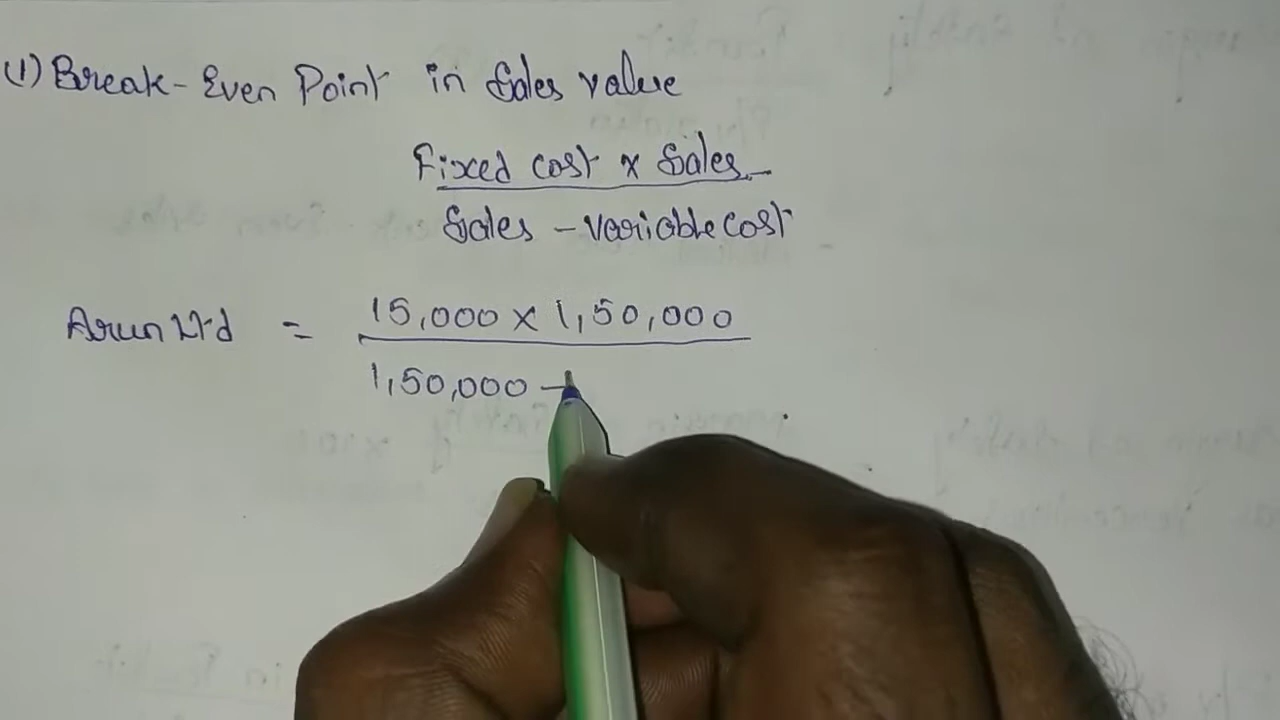 (1) Break-Even Point in Sales value
Fixed cost x Sales
Sales - variable cost
Arun Ltd = 15,000 x 1,50,000
1,50,000 -